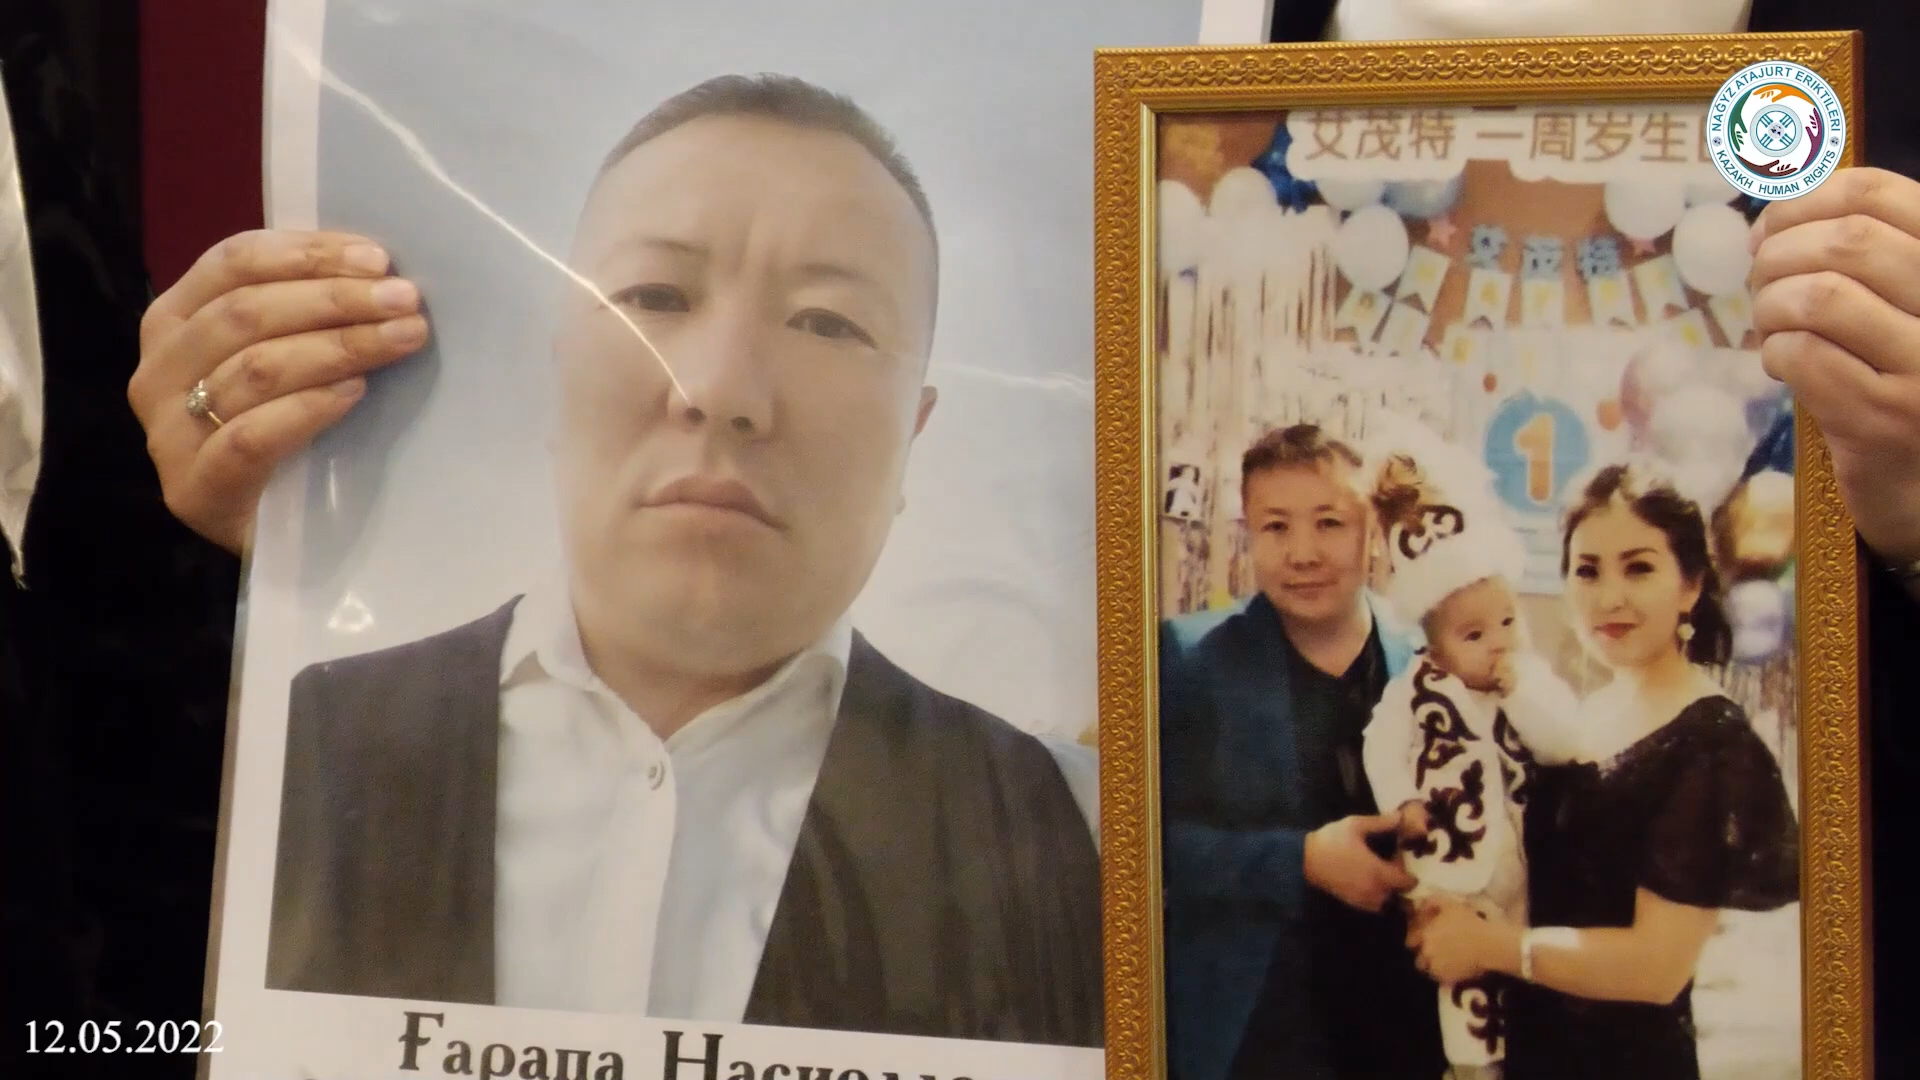 NAGYZ ATAJURT ERIKTILERI
KAZAKH HUMAN RIGHTS
艾茂特 一周岁生日
艾茂特
1
12.05.2022
Ғарапа